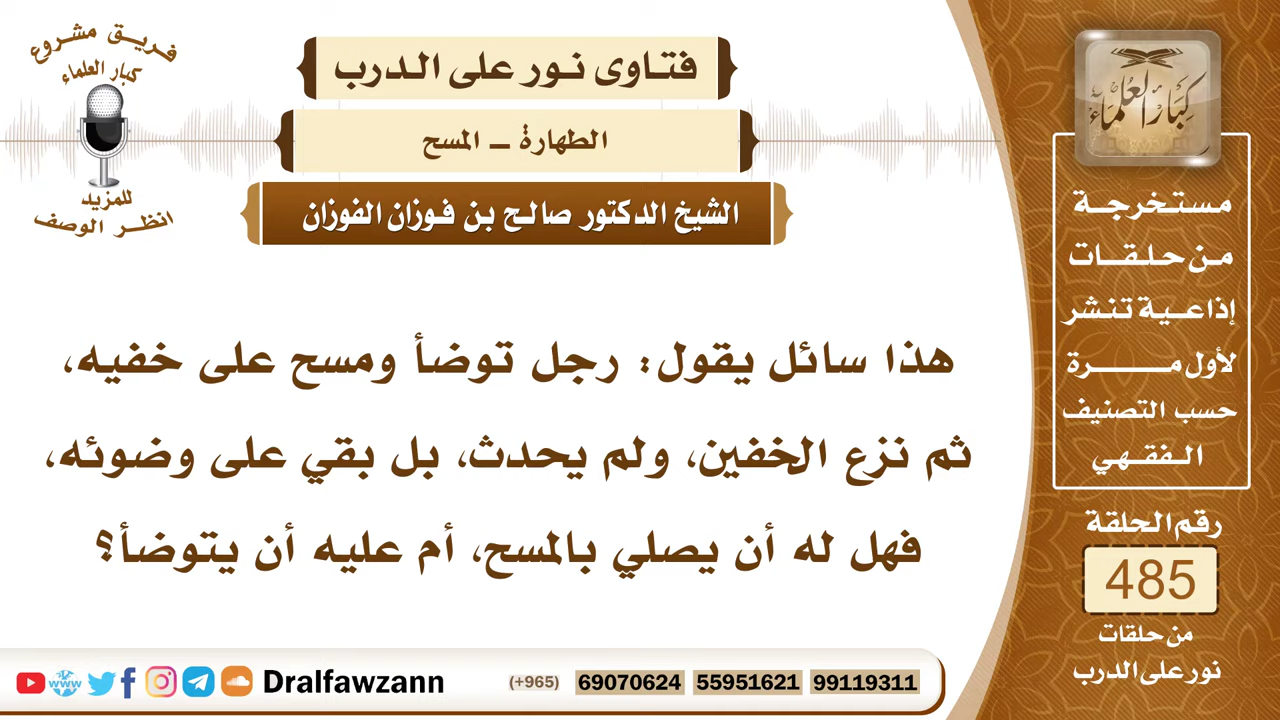 فريق مشروع
كبار العلماء
للمزيد
انظر الوصف
فتاوى نور على الدرب
الطهارة - المسح
الشيخ الدكتور صالح بن فوزان الفوزان
هذا سائل يقول: رجل توضأ ومسح على خفيه،
ثم نزع الخفين، ولم يحدث، بل بقي على وضوئه،
فهل له أن يصلي بالمسح، أم عليه أن يتوضأ؟
كبار العلماء
مستخرجة
من حلقات
إذاعية تنشر
لأول مرة
حسب التصنيف
الفقهي
رقم الحلقة
485
من حلقات
نور على الدرب
www
Dralfawzann
(+965) 69070624 55951621 99119311